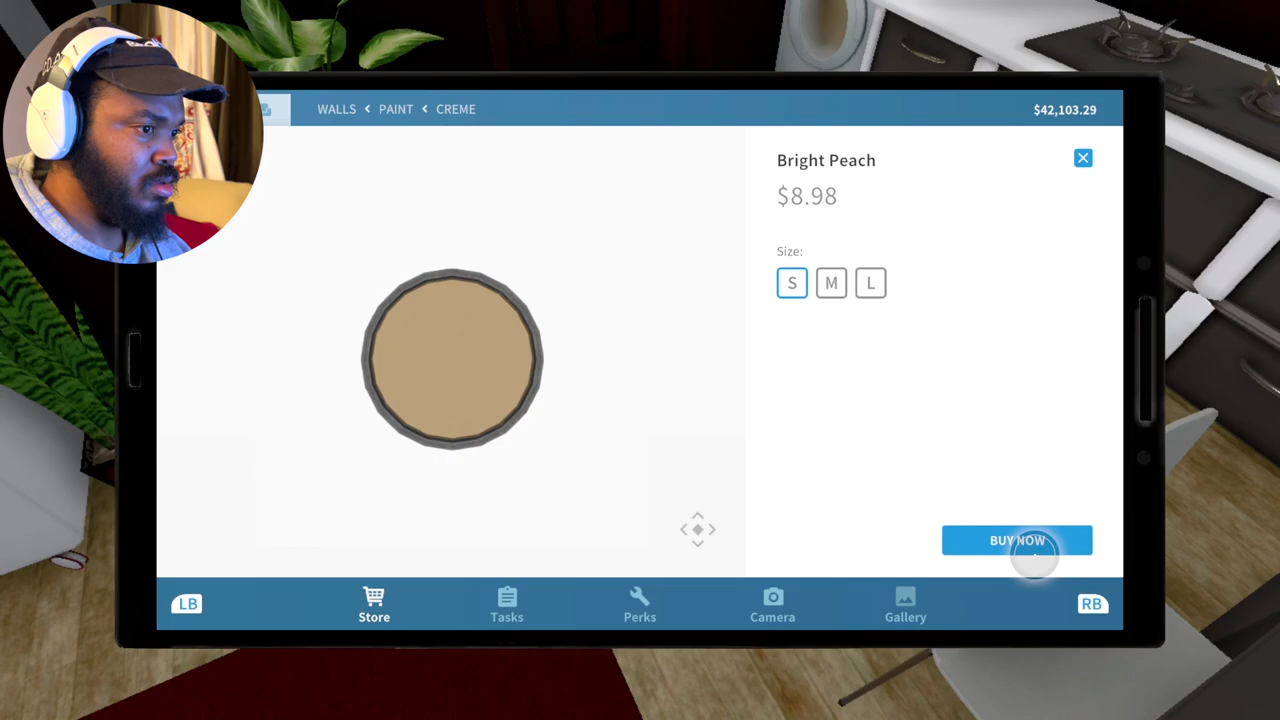 WALLS < PAINT < CREME
$42,103.29
Bright Peach
$8.98
Size:
S M L
BUY NOW
LB
Store
Tasks
Perks
Camera
Gallery
RB